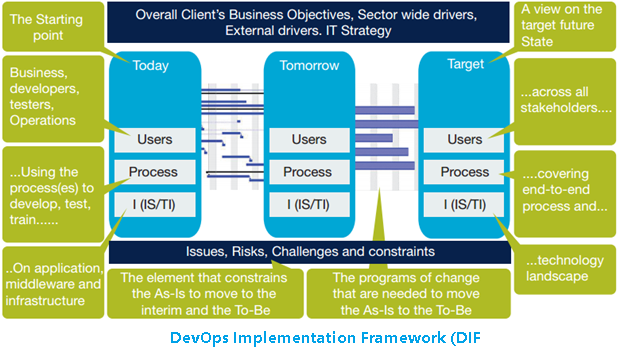 The Starting
point
Overall Client's Business Objectives, Sector wide drivers,
External drivers. IT Strategy
A view on the
target future
State
Today
Tomorrow
Target
Business,
developers,
testers,
Operations
...across all
stakeholders....
Users
Users
Users
...Using the
process(es) to
develop, test,
train......
Process
Process
Process
....covering
end-to-end
process and...
I (IS/TI)
I (IS/TI)
I (IS/TI)
Issues, Risks, Challenges and constraints
..On application,
middleware and
infrastructure
The element that constrains
the As-Is to move to the
interim and the To-Be
The programs of change
that are needed to move
the As-Is to the To-Be
...technology
landscape
DevOps Implementation Framework (DIF